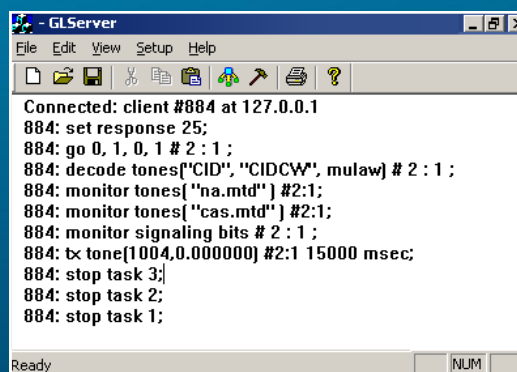 - GLServer
File Edit View Setup Help
Connected: client #884 at 127.0.0.1
884: set response 25;
884: go 0, 1, 0, 1 # 2 : 1 ;
884: decode tones("CID", "CIDCW", mulaw) # 2 : 1 ;
884: monitor tones( "na.mtd" ) #2:1;
884: monitor tones( "cas.mtd" ) #2:1;
884: monitor signaling bits # 2 : 1 ;
884: tx tone(1004,0.000000) #2:1 15000 msec;
884: stop task 3;
884: stop task 2;
884: stop task 1;
Ready NUM